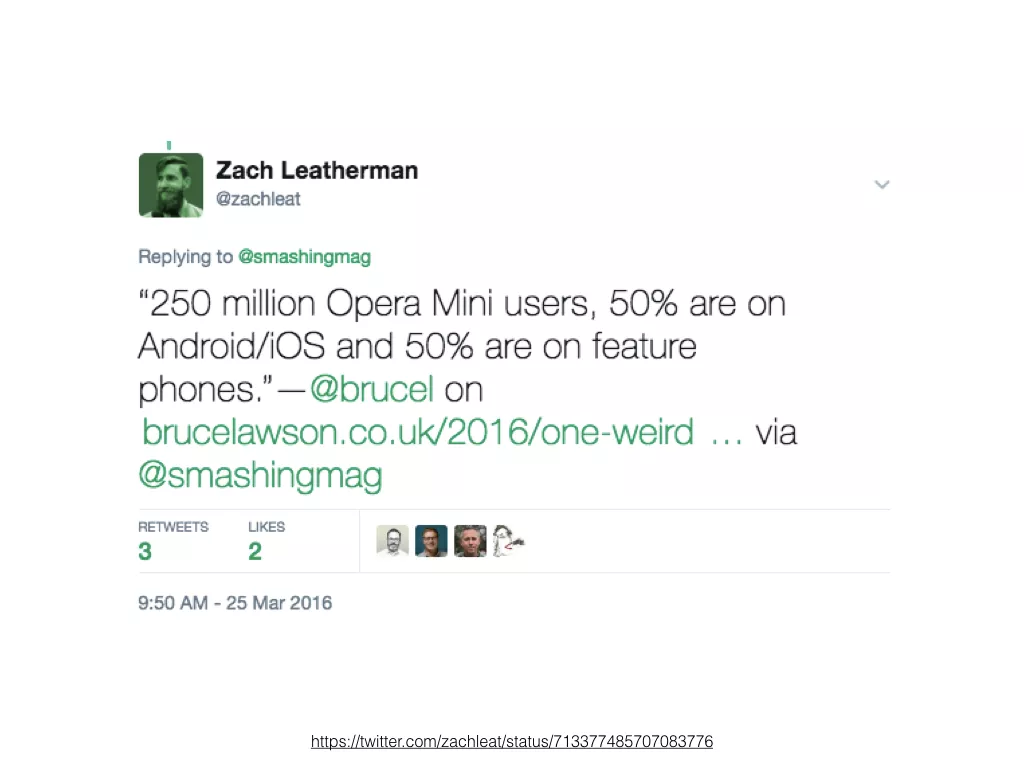 Zach Leatherman
@zachleat
Replying to @smashingmag
“250 million Opera Mini users, 50% are on
Android/iOS and 50% are on feature
phones.”—@brucel on
brucelawson.co.uk/2016/one-weird … via
@smashingmag
RETWEETS LIKES
3 2
9:50 AM - 25 Mar 2016
https://twitter.com/zachleat/status/713377485707083776